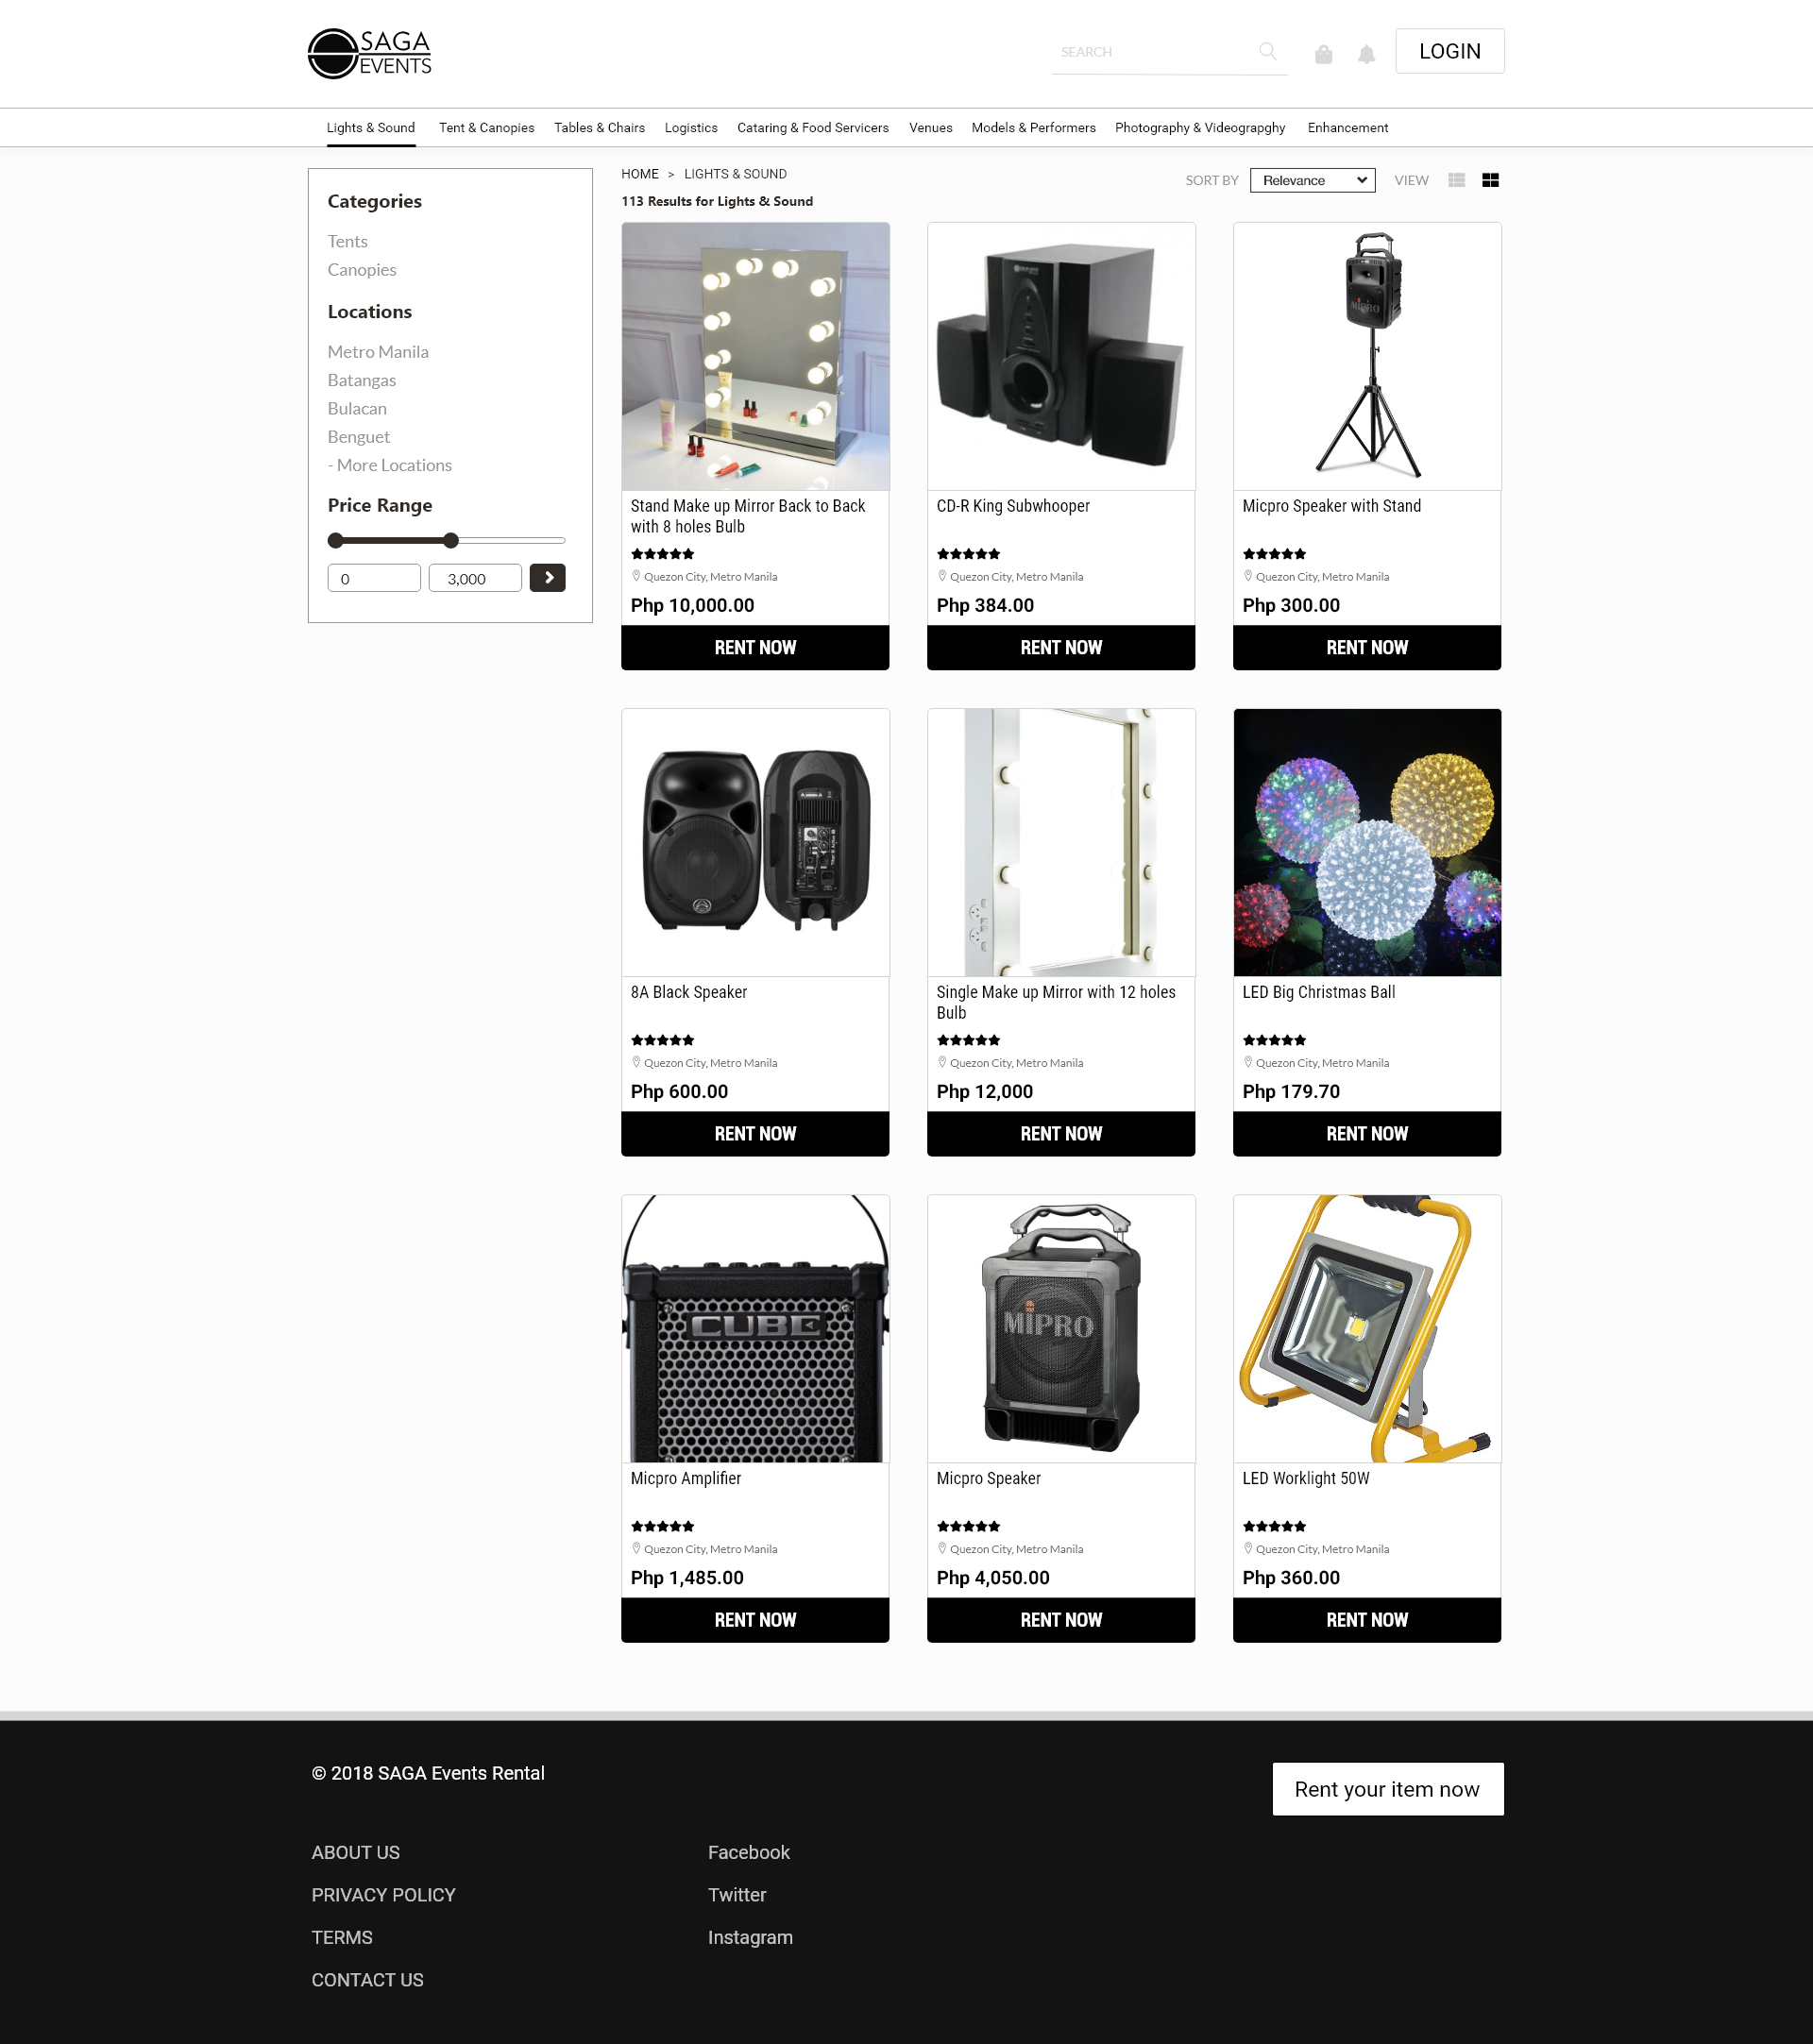 SAGA
EVENTS
SEARCH
LOGIN
Lights & Sound
Tent & Canopies
Tables & Chairs
Logistics
Cataring & Food Servicers
Venues
Models & Performers
Photography & Videograpghy
Enhancement
Categories
Tents
Canopies
Locations
Metro Manila
Batangas
Bulacan
Benguet
- More Locations
Price Range
0
3,000
HOME > LIGHTS & SOUND
SORT BY
Relevance
VIEW
113 Results for Lights & Sound
MIPRO
Stand Make up Mirror Back to Back
with 8 holes Bulb
Quezon City, Metro Manila
Php 10,000.00
RENT NOW
CD-R King Subwhooper
Quezon City, Metro Manila
Php 384.00
RENT NOW
Micpro Speaker with Stand
Quezon City, Metro Manila
Php 300.00
RENT NOW
8A Black Speaker
Quezon City, Metro Manila
Php 600.00
RENT NOW
Single Make up Mirror with 12 holes
Bulb
Quezon City, Metro Manila
Php 12,000
RENT NOW
LED Big Christmas Ball
Quezon City, Metro Manila
Php 179.70
RENT NOW
CUBE
Micpro Amplifier
Quezon City, Metro Manila
Php 1,485.00
RENT NOW
MIPRO
Micpro Speaker
Quezon City, Metro Manila
Php 4,050.00
RENT NOW
LED Worklight 50W
Quezon City, Metro Manila
Php 360.00
RENT NOW
© 2018 SAGA Events Rental
Rent your item now
ABOUT US
PRIVACY POLICY
TERMS
CONTACT US
Facebook
Twitter
Instagram